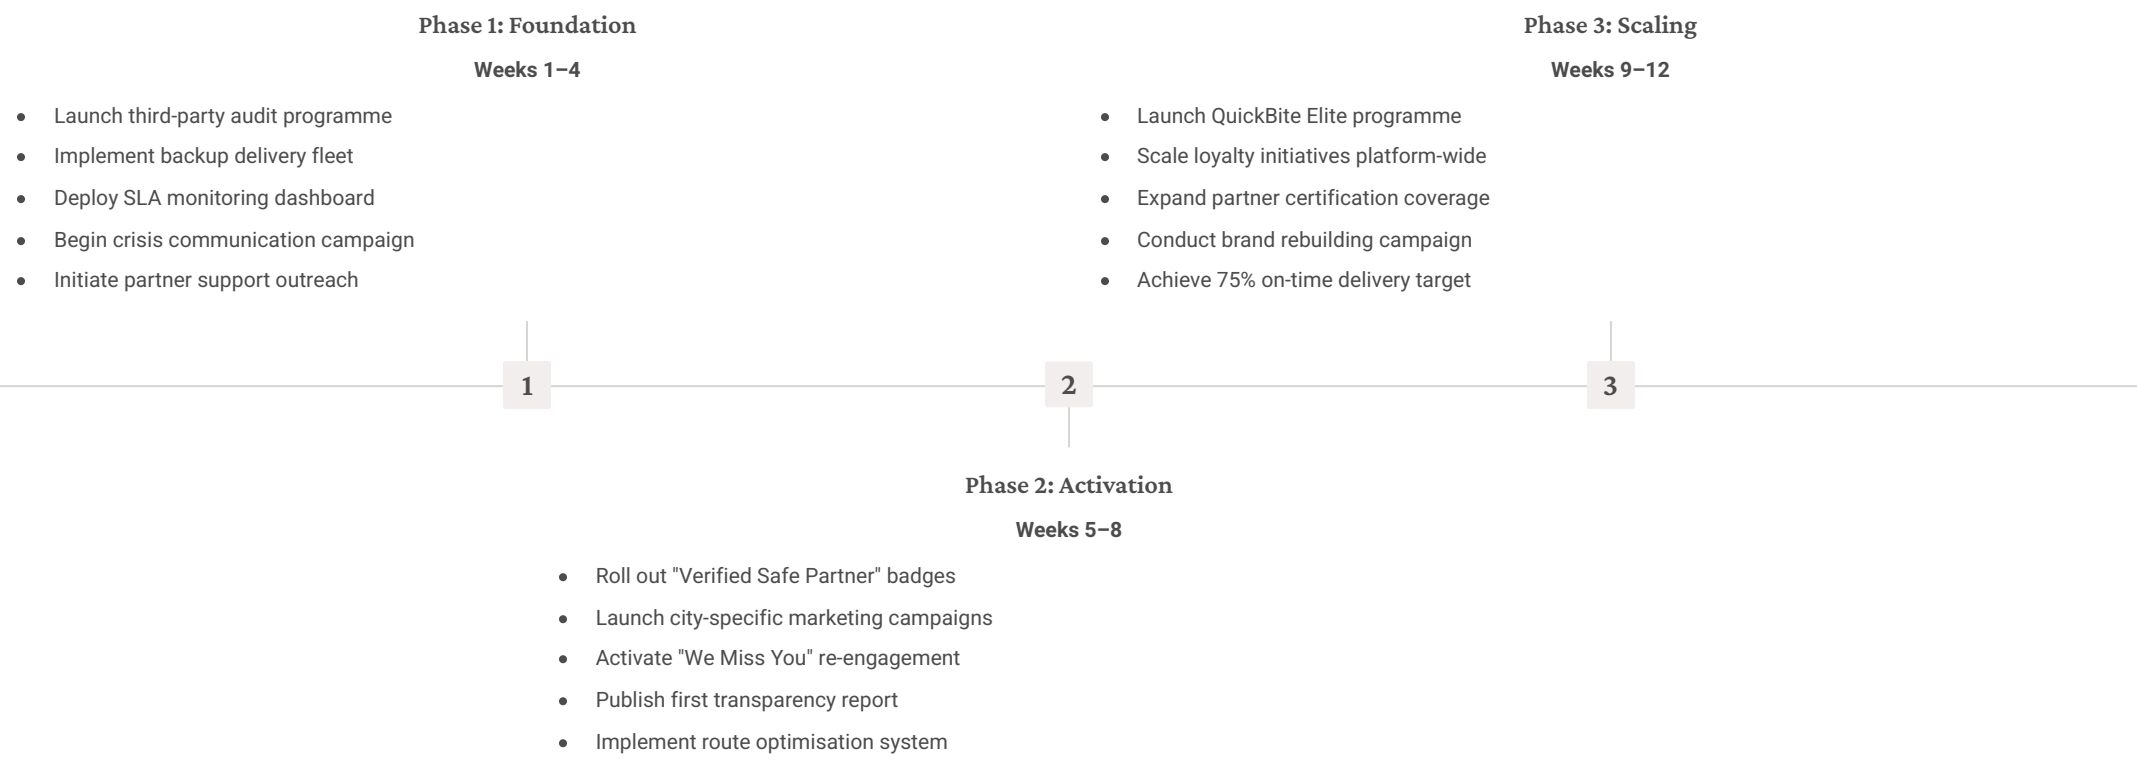 Phase 1: Foundation
Weeks 1–4
• Launch third-party audit programme
• Implement backup delivery fleet
• Deploy SLA monitoring dashboard
• Begin crisis communication campaign
• Initiate partner support outreach
1
2
Phase 2: Activation
Weeks 5–8
• Roll out "Verified Safe Partner" badges
• Launch city-specific marketing campaigns
• Activate "We Miss You" re-engagement
• Publish first transparency report
• Implement route optimisation system
Phase 3: Scaling
Weeks 9–12
• Launch QuickBite Elite programme
• Scale loyalty initiatives platform-wide
• Expand partner certification coverage
• Conduct brand rebuilding campaign
• Achieve 75% on-time delivery target
3